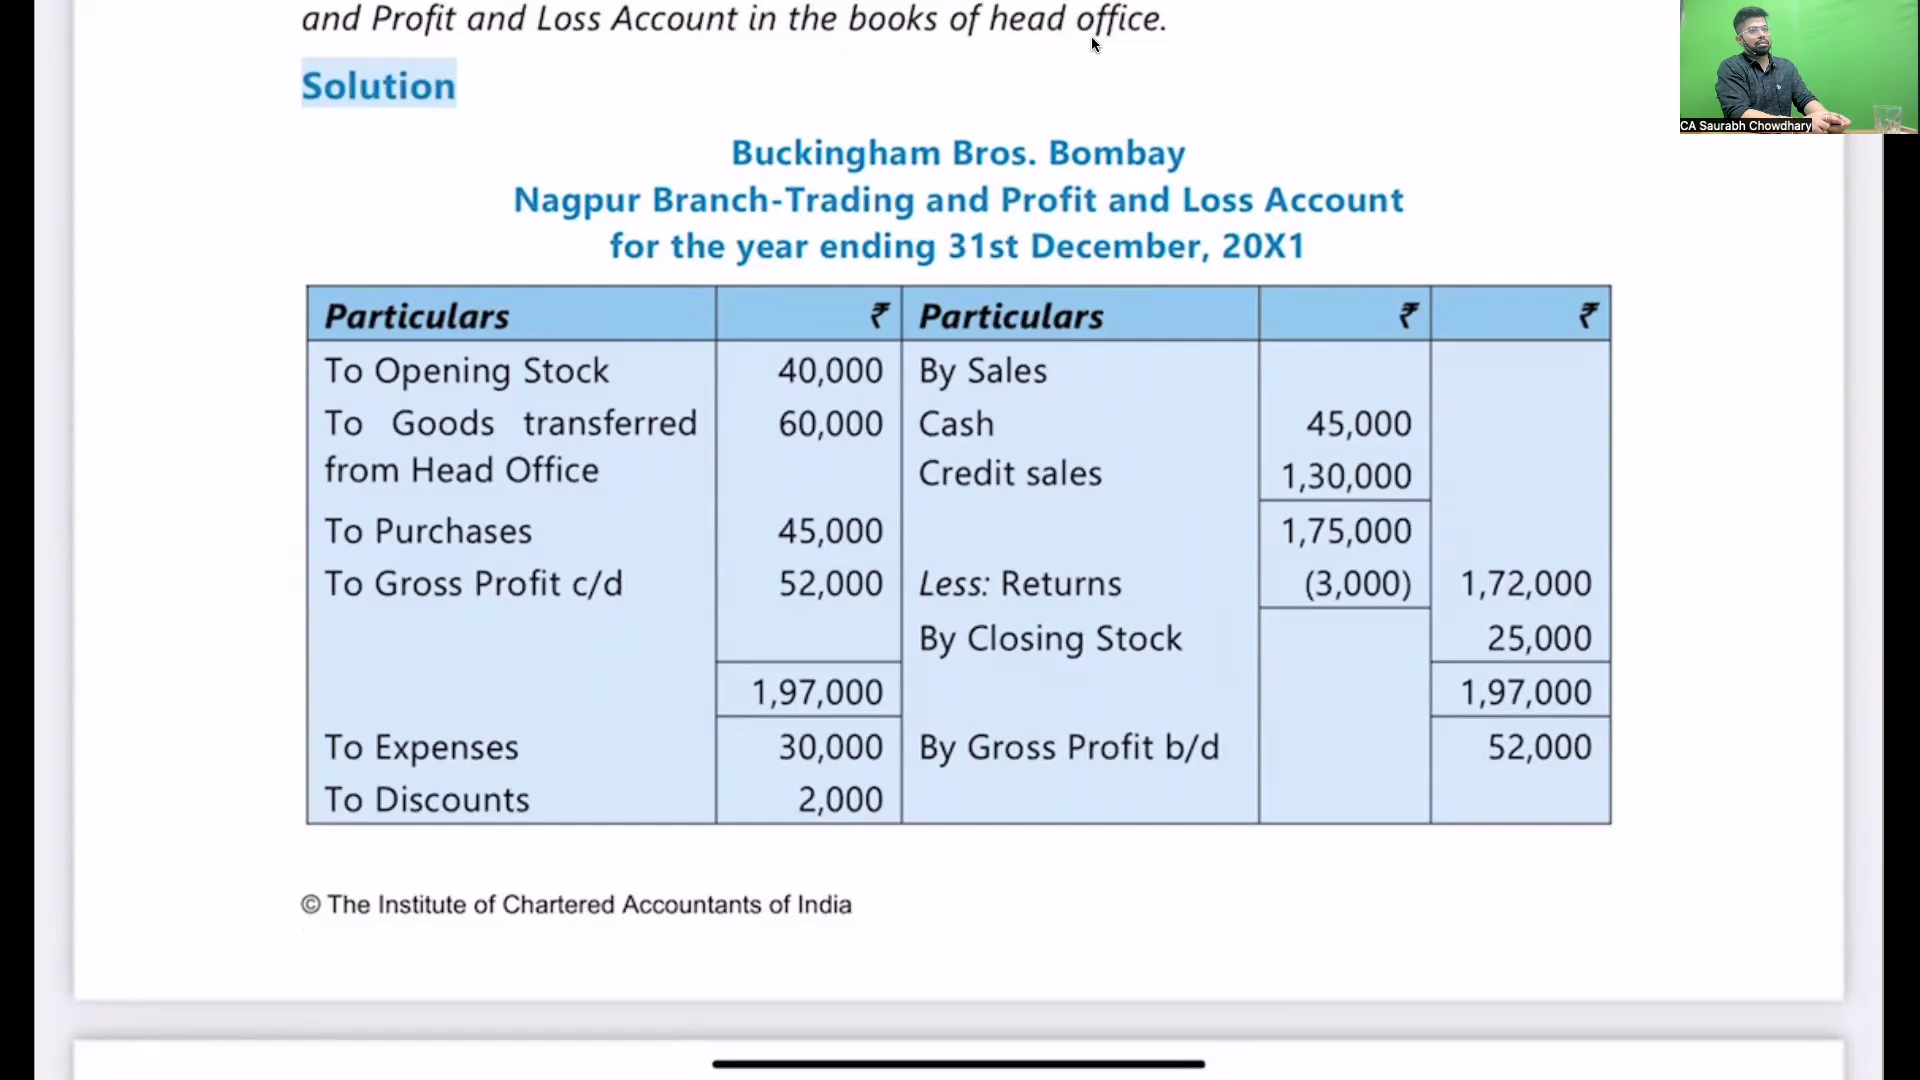 and Profit and Loss Account in the books of head office.
CA Saurabh Chowdhary
Solution
Buckingham Bros. Bombay
Nagpur Branch-Trading and Profit and Loss Account
for the year ending 31st December, 20X1
Particulars ₹ Particulars ₹ ₹
To Opening Stock 40,000 By Sales
To Goods transferred 60,000 Cash 45,000
from Head Office Credit sales 1,30,000
To Purchases 45,000 1,75,000
To Gross Profit c/d 52,000 Less: Returns (3,000) 1,72,000
By Closing Stock 25,000
1,97,000 1,97,000
To Expenses 30,000 By Gross Profit b/d 52,000
To Discounts 2,000
© The Institute of Chartered Accountants of India